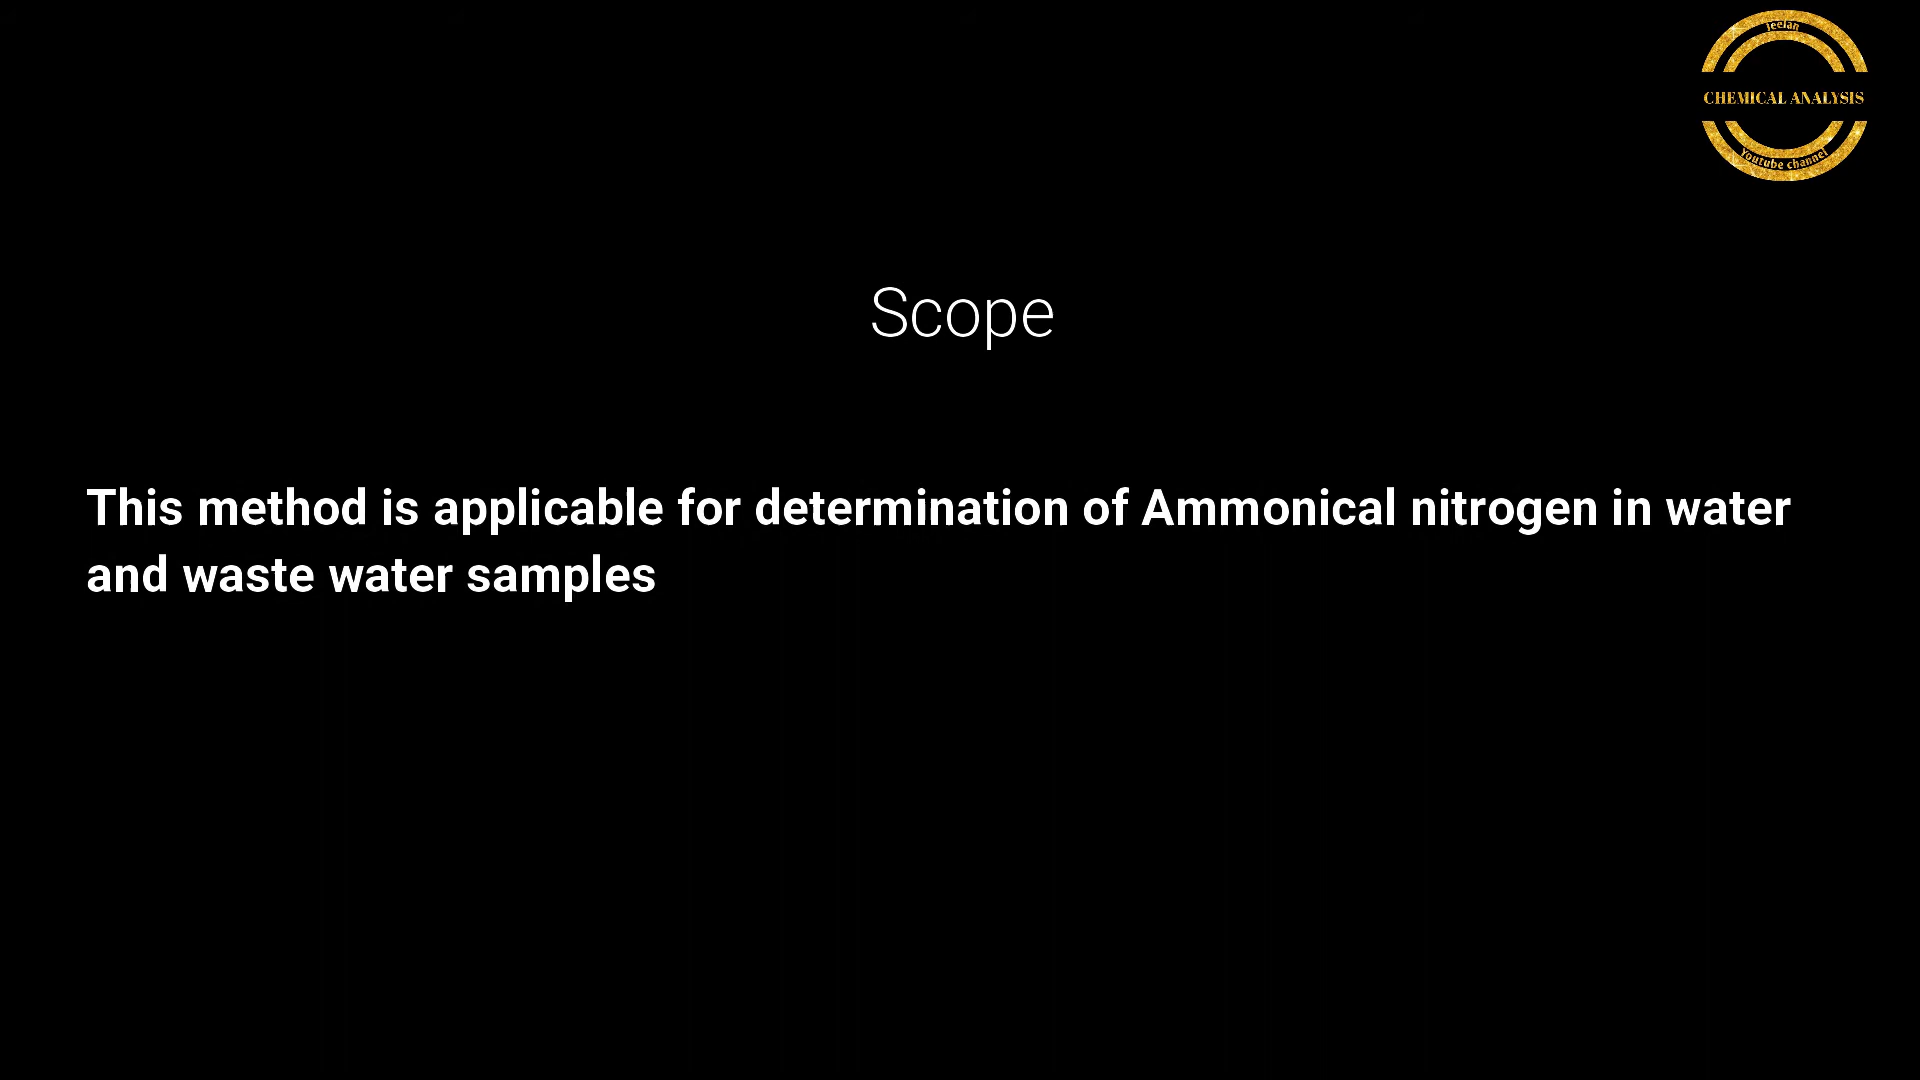 Jeelan
CHEMICAL ANALYSIS
Youtube channel
Scope
This method is applicable for determination of Ammonical nitrogen in water
and waste water samples